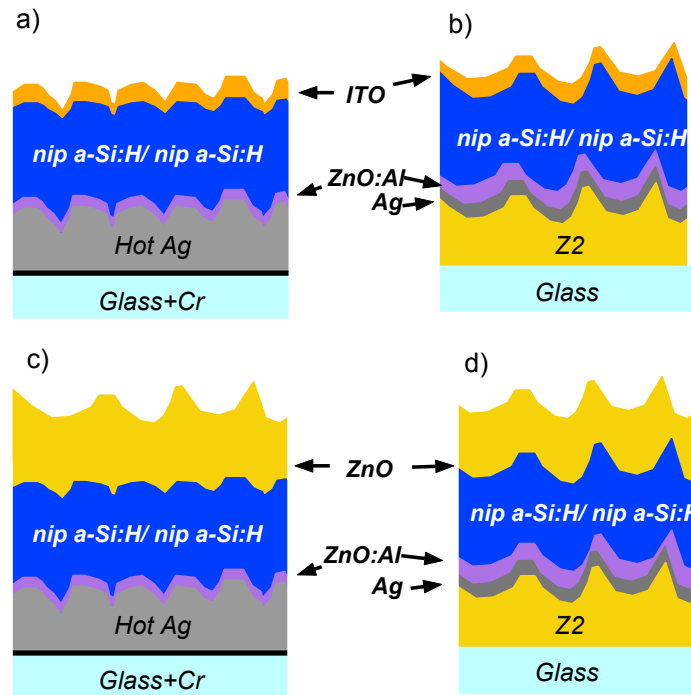 a)
b)
ITO
nip a-Si:H/ nip a-Si:H
nip a-Si:H/ nip a-Si:H
ZnO:Al
Ag
Hot Ag
Z2
Glass+Cr
Glass
c)
d)
ZnO
nip a-Si:H/ nip a-Si:H
nip a-Si:H/ nip a-Si:H
ZnO:Al
Ag
Hot Ag
Z2
Glass+Cr
Glass